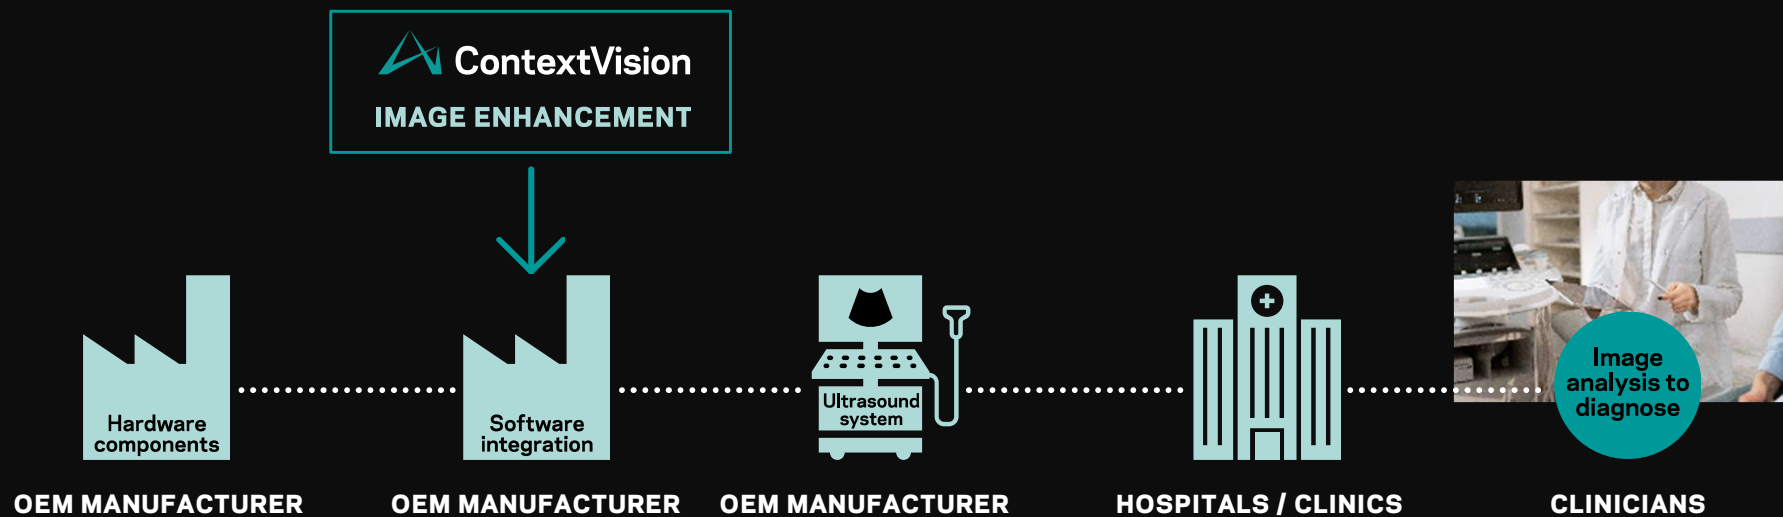 ContextVision
IMAGE ENHANCEMENT
Hardware
components
Software
integration
Ultrasound
system
Image
analysis to
diagnose
OEM MANUFACTURER
OEM MANUFACTURER
OEM MANUFACTURER
HOSPITALS / CLINICS
CLINICIANS